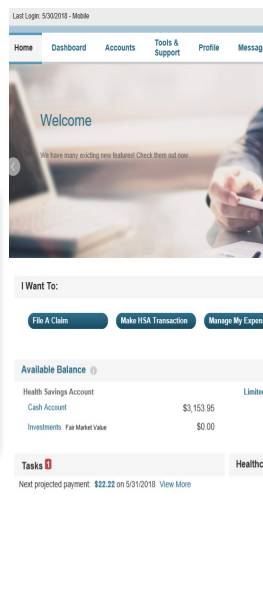 Last Login: 5/30/2018 - Mobile
Home Dashboard Accounts Tools & Support Profile Messag
Welcome
We have many exicting new features! Check them out now
I Want To:
File A Claim Make HSA Transaction Manage My Expen
Available Balance
Health Savings Account Limited
Cash Account $3,153.95
Investments Fair Market Value $0.00
Tasks 1 Healthc
Next projected payment: $22.22 on 5/31/2018 View More